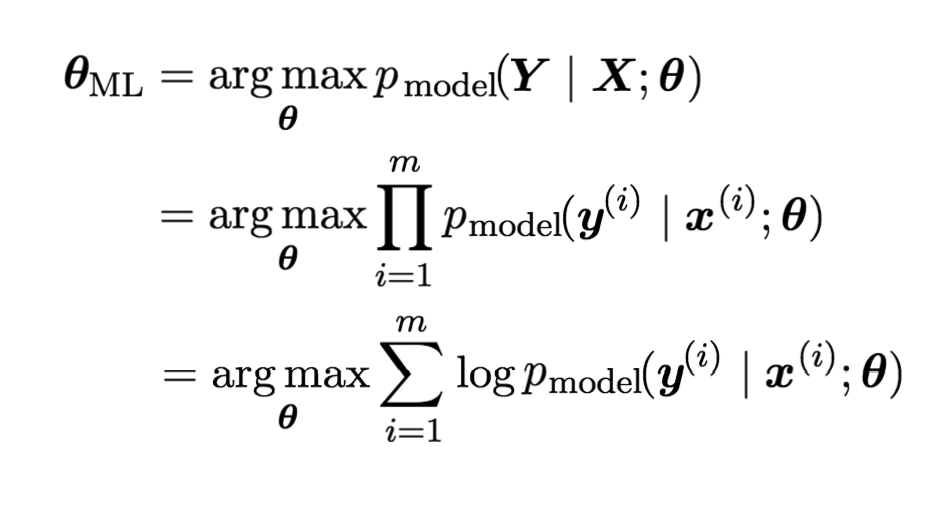 θ_ML = arg max_θ p_model(Y | X; θ)
= arg max_θ ∏_{i=1}^{m} p_model(y^{(i)} | x^{(i)}; θ)
= arg max_θ ∑_{i=1}^{m} log p_model(y^{(i)} | x^{(i)}; θ)